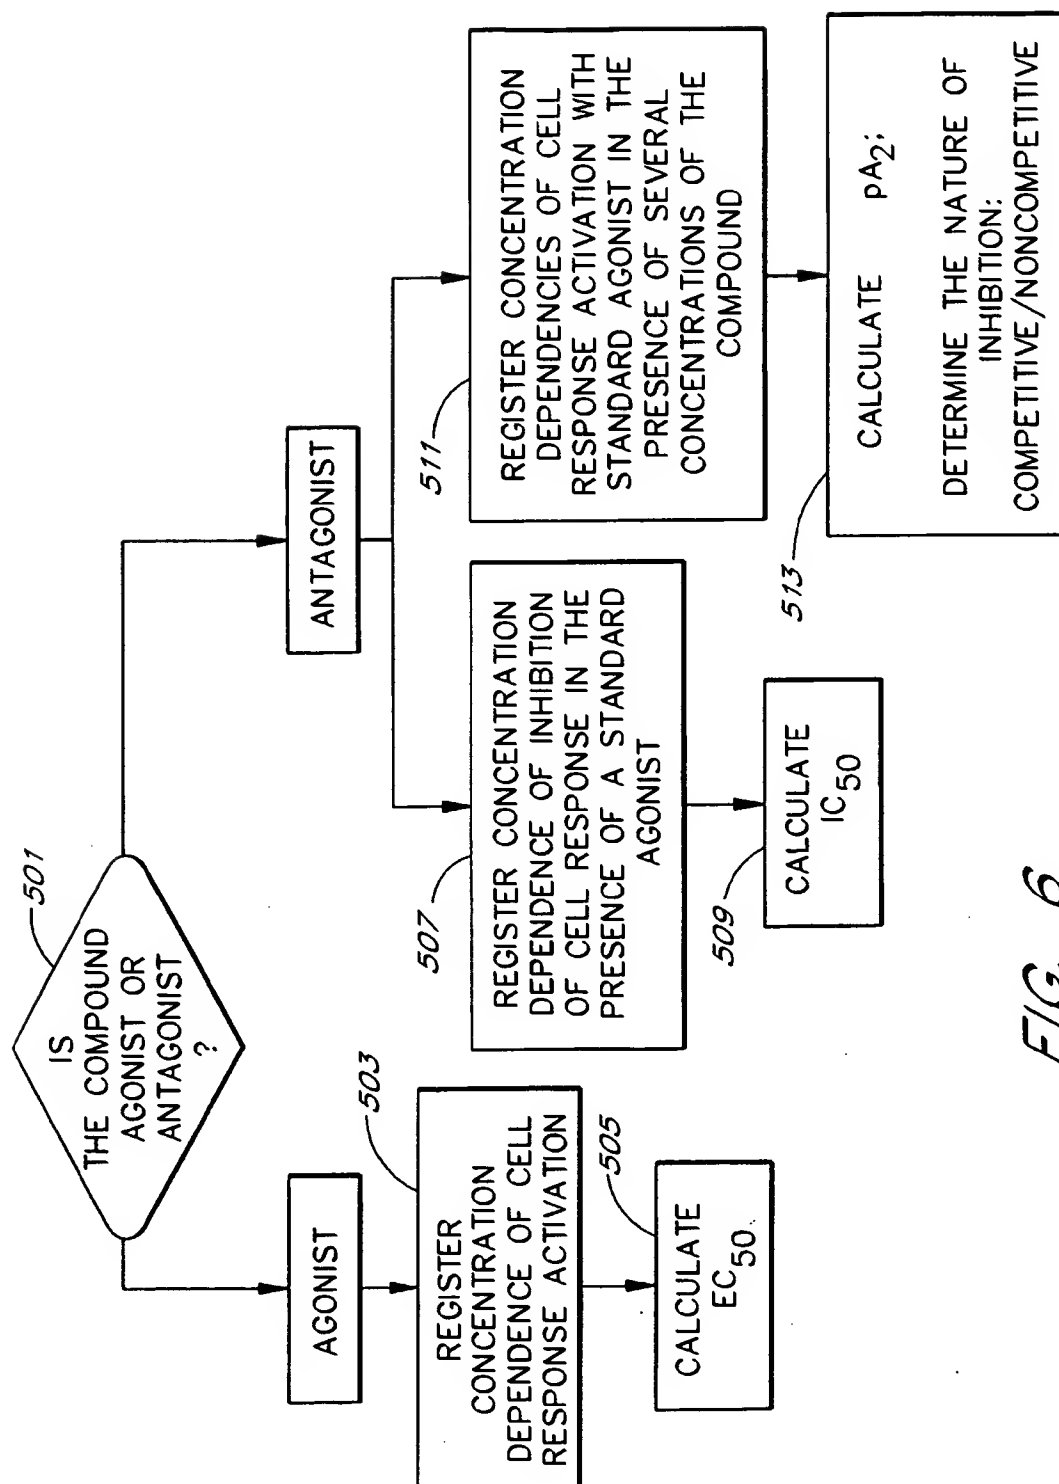 IS
THE COMPOUND
AGONIST OR
ANTAGONIST
?
501
AGONIST
REGISTER
CONCENTRATION
DEPENDENCE OF CELL
RESPONSE ACTIVATION
503
CALCULATE
EC50
505
ANTAGONIST
REGISTER CONCENTRATION
DEPENDENCE OF INHIBITION
OF CELL RESPONSE IN THE
PRESENCE OF A STANDARD
AGONIST
507
CALCULATE
IC50
509
REGISTER CONCENTRATION
DEPENDENCIES OF CELL
RESPONSE ACTIVATION WITH
STANDARD AGONIST IN THE
PRESENCE OF SEVERAL
CONCENTRATIONS OF THE
COMPOUND
511
CALCULATE pA2;
DETERMINE THE NATURE OF
INHIBITION:
COMPETITIVE/NONCOMPETITIVE
513
FIG. 6